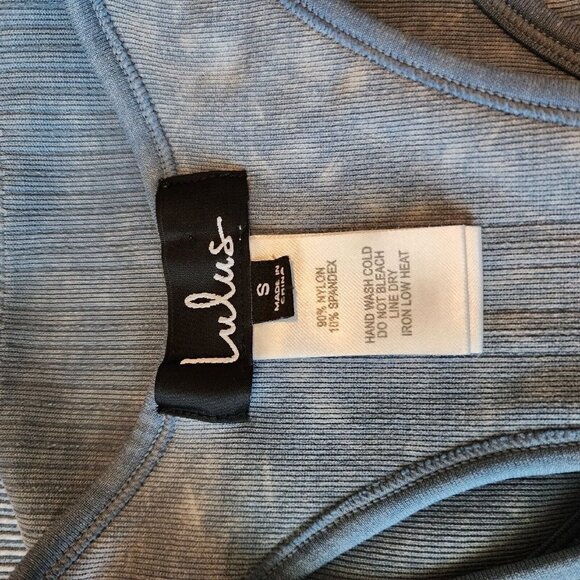 Lulus
S
MADE IN
CHINA
90% NYLON
10% SPANDEX
HAND WASH COLD
DO NOT BLEACH
LINE DRY
IRON LOW HEAT